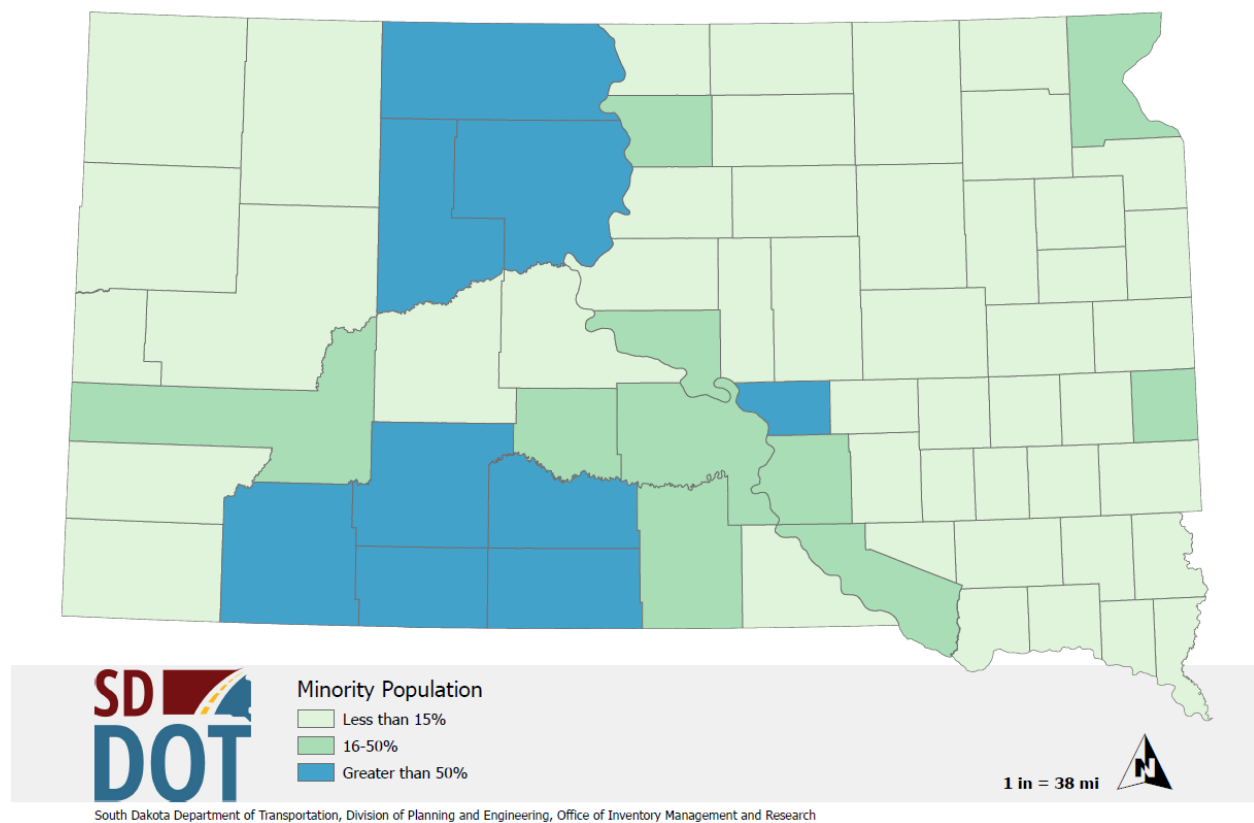 SD
DOT
Minority Population
Less than 15%
16-50%
Greater than 50%
1 in = 38 mi
N
South Dakota Department of Transportation, Division of Planning and Engineering, Office of Inventory Management and Research